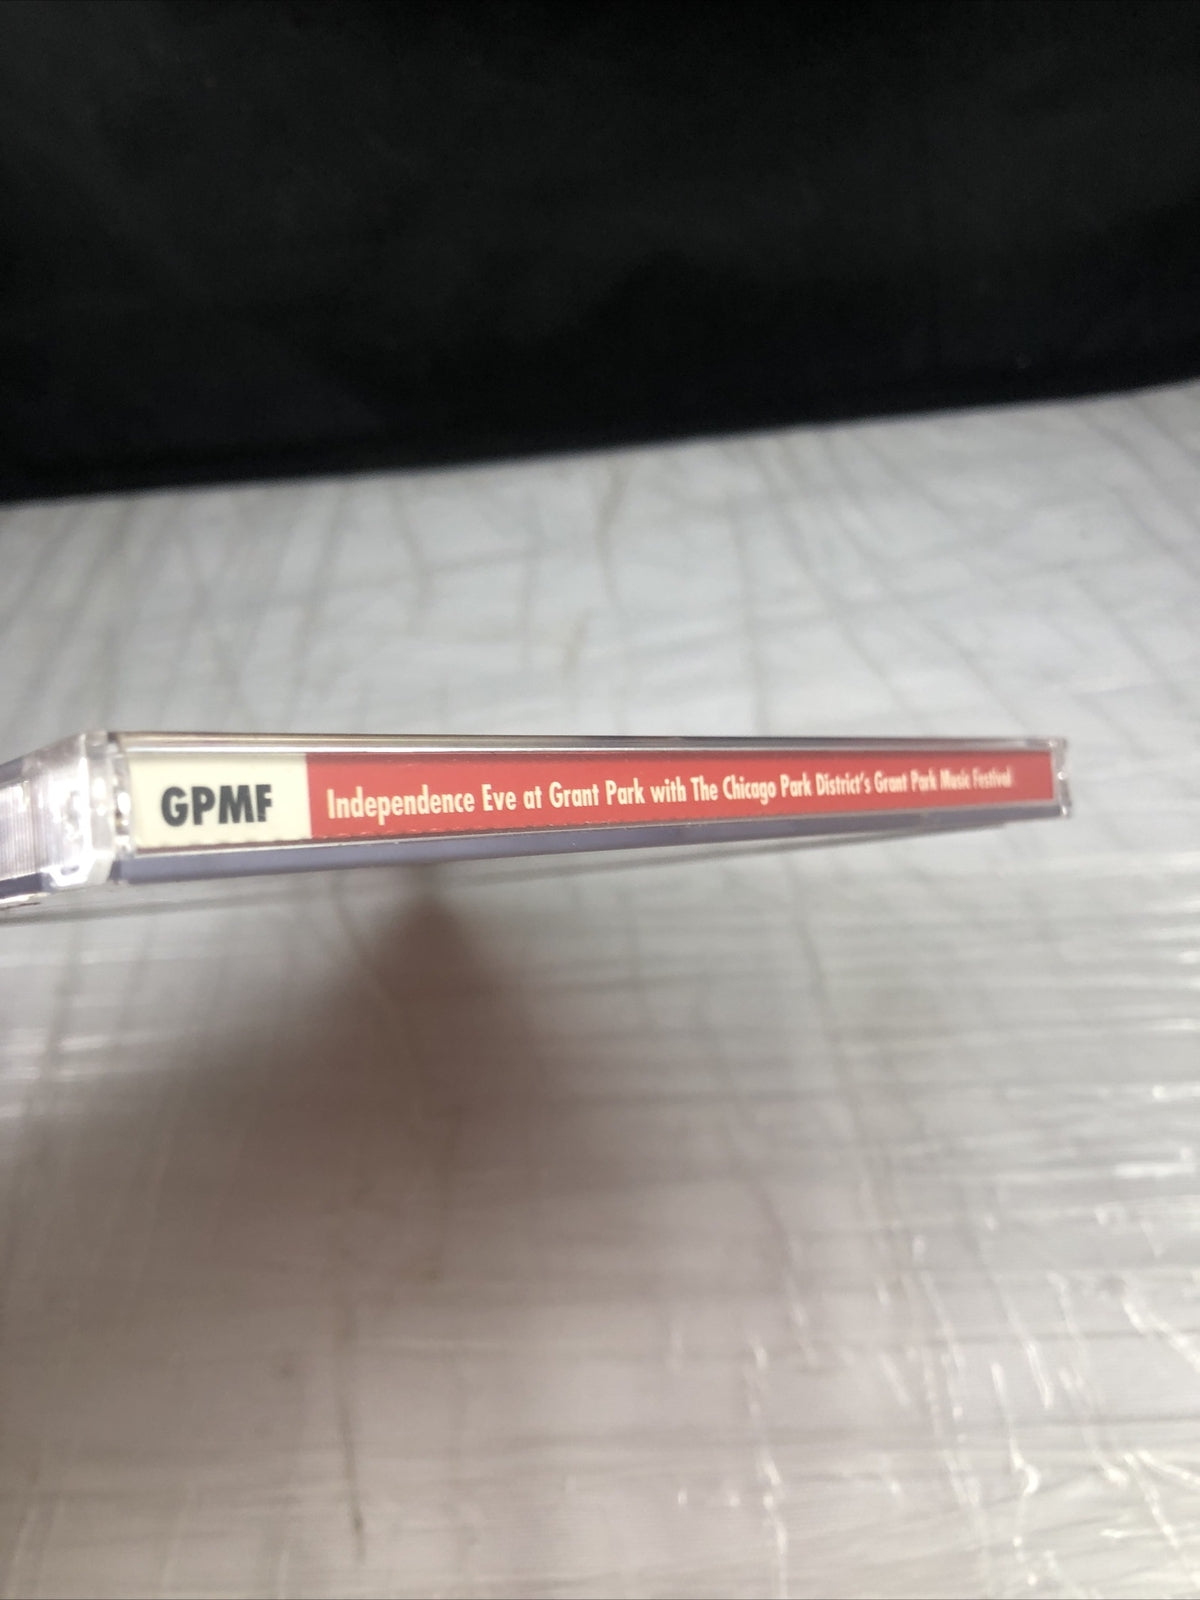 GPMF Independence Eve at Grant Park with The Chicago Park District's Grant Park Music Festival